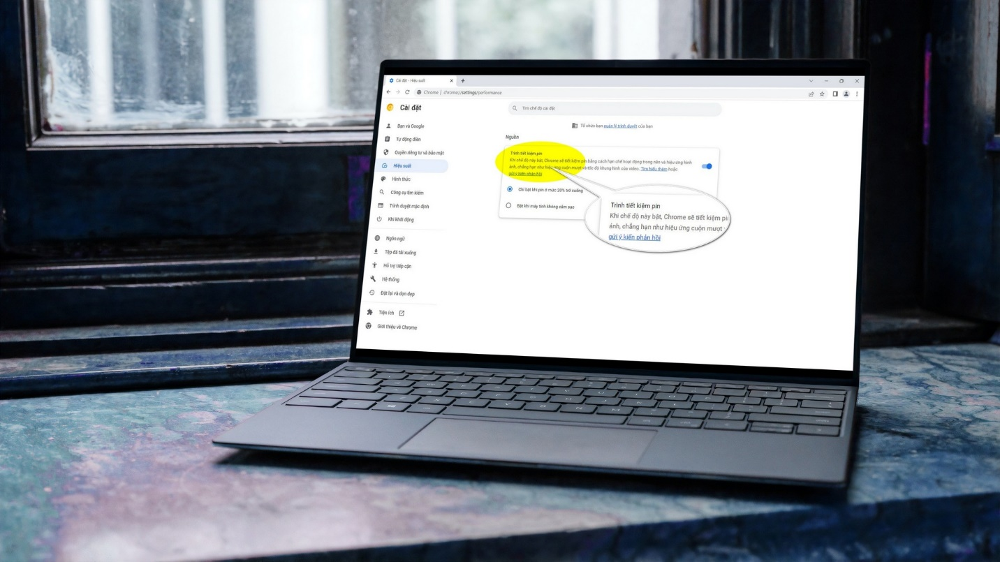 Cài đặt - Hiệu suất
Chrome | chrome://settings/performance
Cài đặt
Tìm chế độ cài đặt
Bạn và Google
Tự động điền
Quyền riêng tư và bảo mật
Hiệu suất
Hình thức
Công cụ tìm kiếm
Trình duyệt mặc định
Khi khởi động
Ngôn ngữ
Tệp đã tải xuống
Hỗ trợ tiếp cận
Hệ thống
Đặt lại và dọn dẹp
Tiện ích
Giới thiệu về Chrome
Tổ chức bạn quản lý trình duyệt của bạn
Nguồn
Trình tiết kiệm pin
Khi chế độ này bật, Chrome sẽ tiết kiệm pin bằng cách hạn chế hoạt động trong nền và hiệu ứng hình
ảnh, chẳng hạn như hiệu ứng cuộn mượt và tốc độ khung hình của video. Tìm hiểu thêm hoặc
gửi ý kiến phản hồi
Chỉ bật khi pin ở mức 20% trở xuống
Bật khi máy tính không cắm sạc
Trình tiết kiệm pin
Khi chế độ này bật, Chrome sẽ tiết kiệm pin
ảnh, chẳng hạn như hiệu ứng cuộn mượt
gửi ý kiến phản hồi